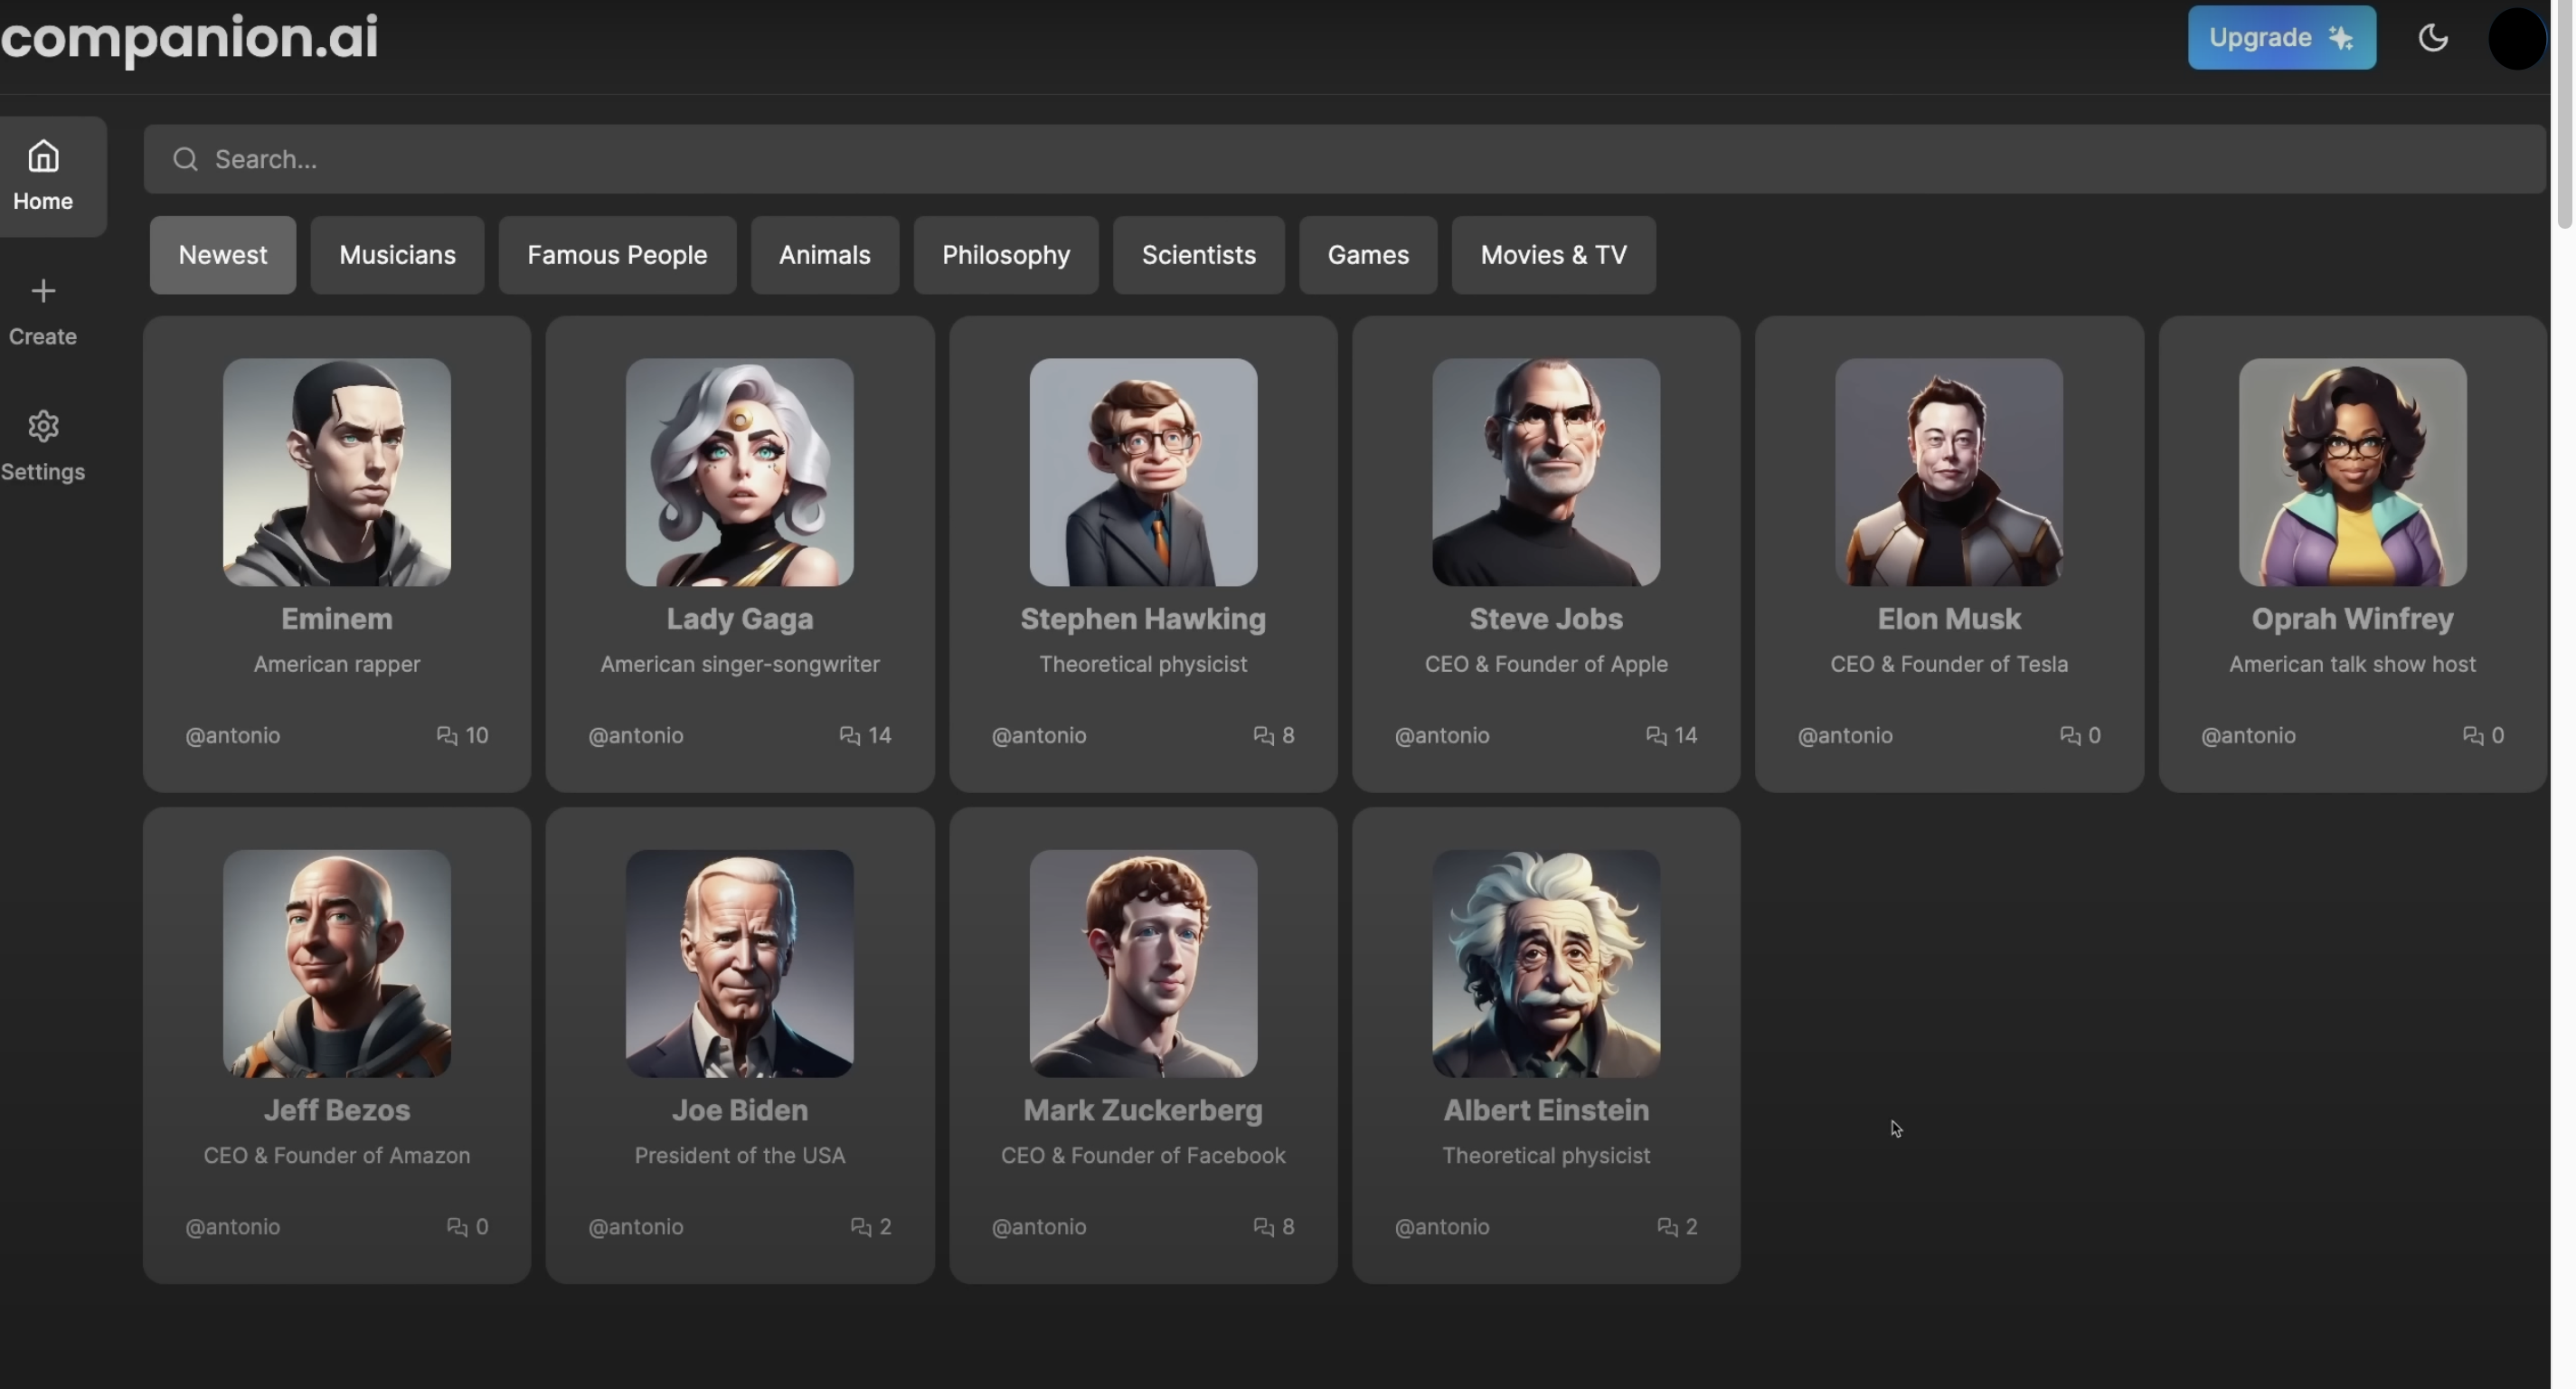 companion.ai
Upgrade
Home
Create
Settings
Search...
Newest
Musicians
Famous People
Animals
Philosophy
Scientists
Games
Movies & TV
Eminem
American rapper
@antonio
10
Lady Gaga
American singer-songwriter
@antonio
14
Stephen Hawking
Theoretical physicist
@antonio
8
Steve Jobs
CEO & Founder of Apple
@antonio
14
Elon Musk
CEO & Founder of Tesla
@antonio
0
Oprah Winfrey
American talk show host
@antonio
0
Jeff Bezos
CEO & Founder of Amazon
@antonio
0
Joe Biden
President of the USA
@antonio
2
Mark Zuckerberg
CEO & Founder of Facebook
@antonio
8
Albert Einstein
Theoretical physicist
@antonio
2